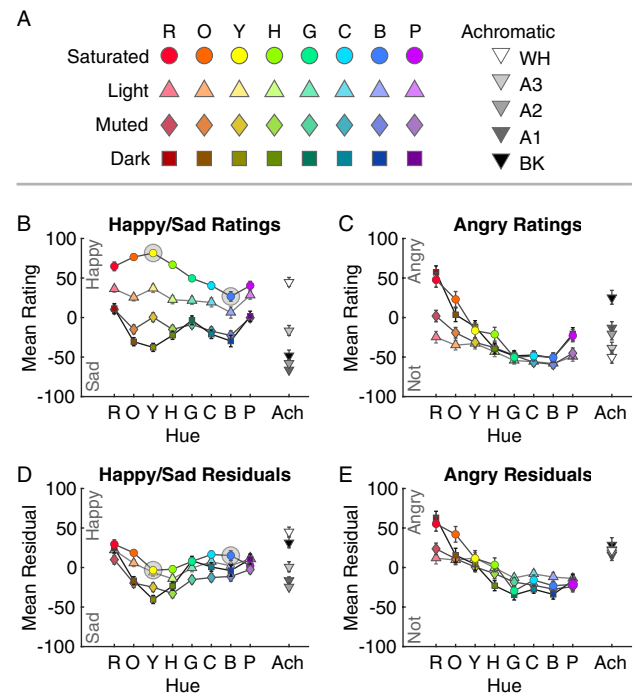 A
R O Y H G C B P Achromatic
Saturated WH
Light A3
A2
Muted A1
Dark BK
B Happy/Sad Ratings
100
50
0
-50
-100
Mean Rating
Happy
Sad
R O Y H G C B P Ach
Hue
C Angry Ratings
100
50
0
-50
-100
Mean Rating
Angry
Not
R O Y H G C B P Ach
Hue
D Happy/Sad Residuals
100
50
0
-50
-100
Mean Residual
Happy
Sad
R O Y H G C B P Ach
Hue
E Angry Residuals
100
50
0
-50
-100
Mean Residual
Angry
Not
R O Y H G C B P Ach
Hue